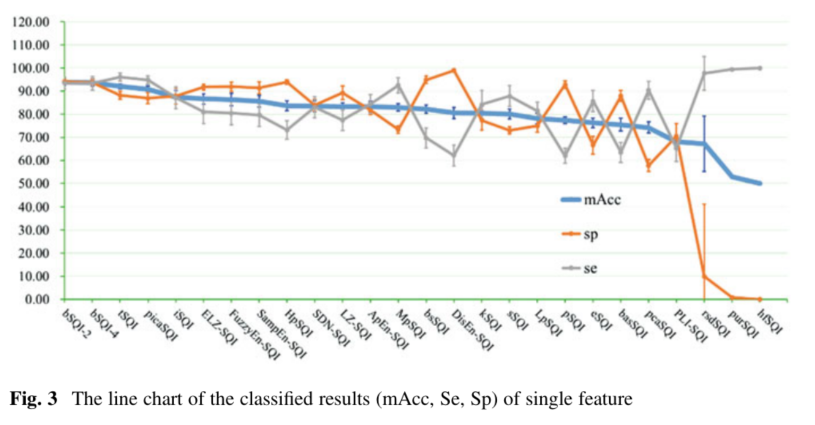 120.00
110.00
100.00
90.00
80.00
70.00
60.00
50.00
40.00
30.00
20.00
10.00
0.00
mAcc
sp
se
bSQI-2
bSQI-4
tSQI
picaSQI
iSQI
ELZ-SQI
FuzzyEn-SQI
SampEn-SQI
HpSQI
SDN-SQI
LZ-SQI
ApEn-SQI
MpSQI
bsSQI
DisEn-SQI
kSQI
sSQI
LpSQI
pSQI
eSQI
basSQI
pcaSQI
PLI-SQI
rsdSQI
purSQI
hfSQI
Fig. 3 The line chart of the classified results (mAcc, Se, Sp) of single feature